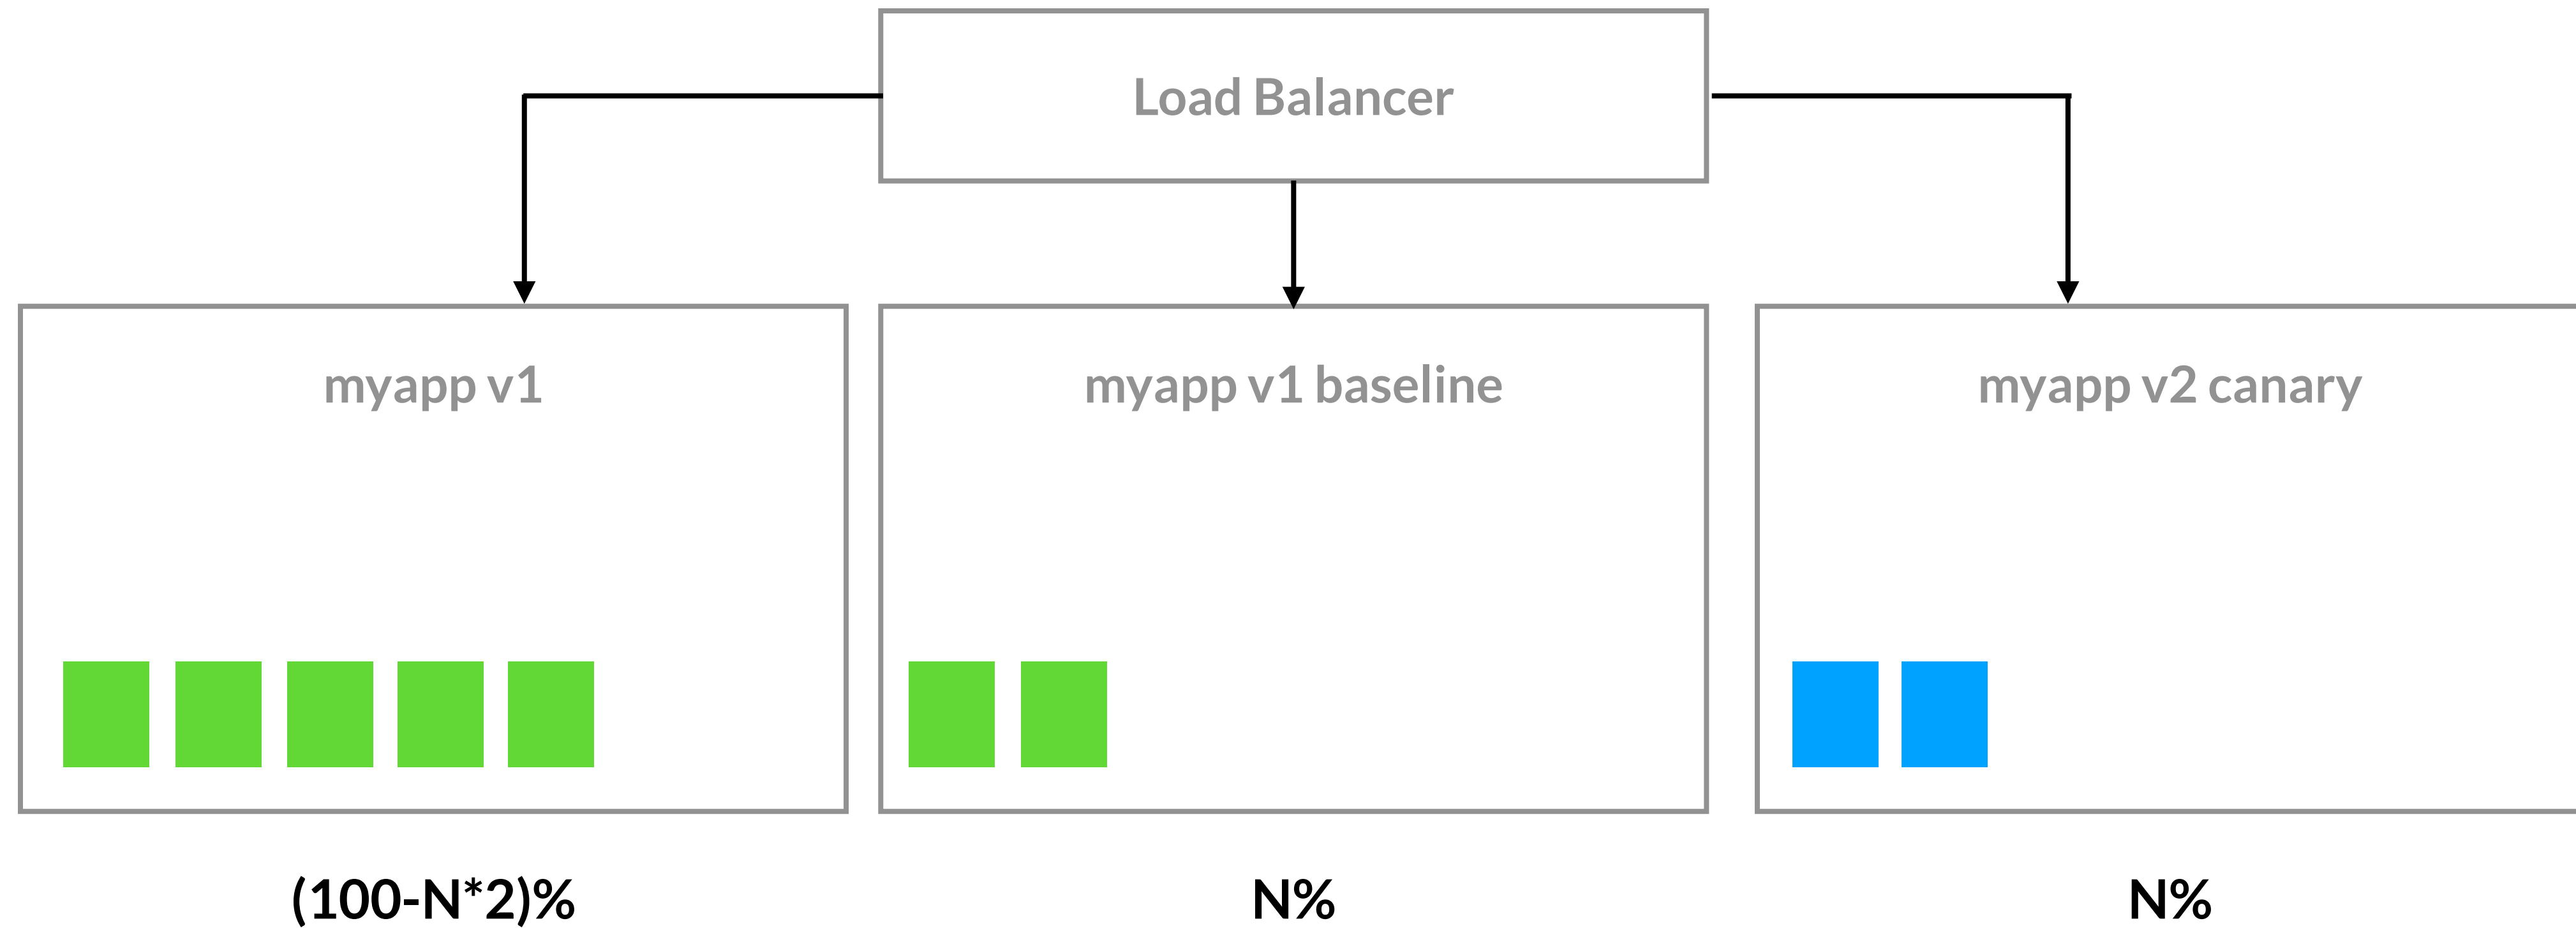 Load Balancer
myapp v1
myapp v1 baseline
myapp v2 canary
(100-N*2)%
N%
N%